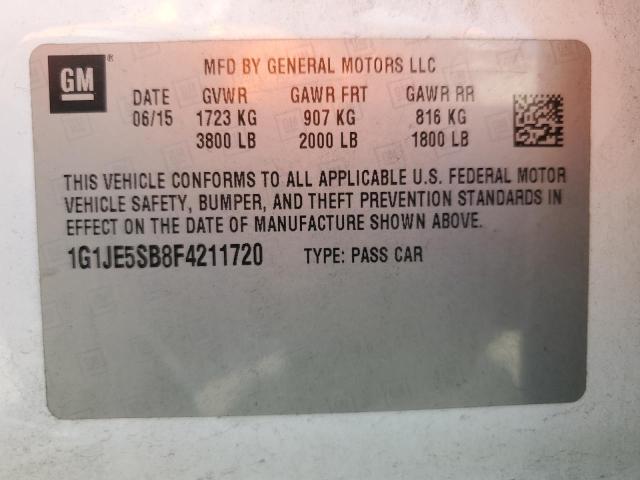 GM
®
MFD BY GENERAL MOTORS LLC
DATE GVWR GAWR FRT GAWR RR
06/15 1723 KG 907 KG 816 KG
3800 LB 2000 LB 1800 LB
THIS VEHICLE CONFORMS TO ALL APPLICABLE U.S. FEDERAL MOTOR
VEHICLE SAFETY, BUMPER, AND THEFT PREVENTION STANDARDS IN
EFFECT ON THE DATE OF MANUFACTURE SHOWN ABOVE.
1G1JE5SB8F4211720 TYPE: PASS CAR